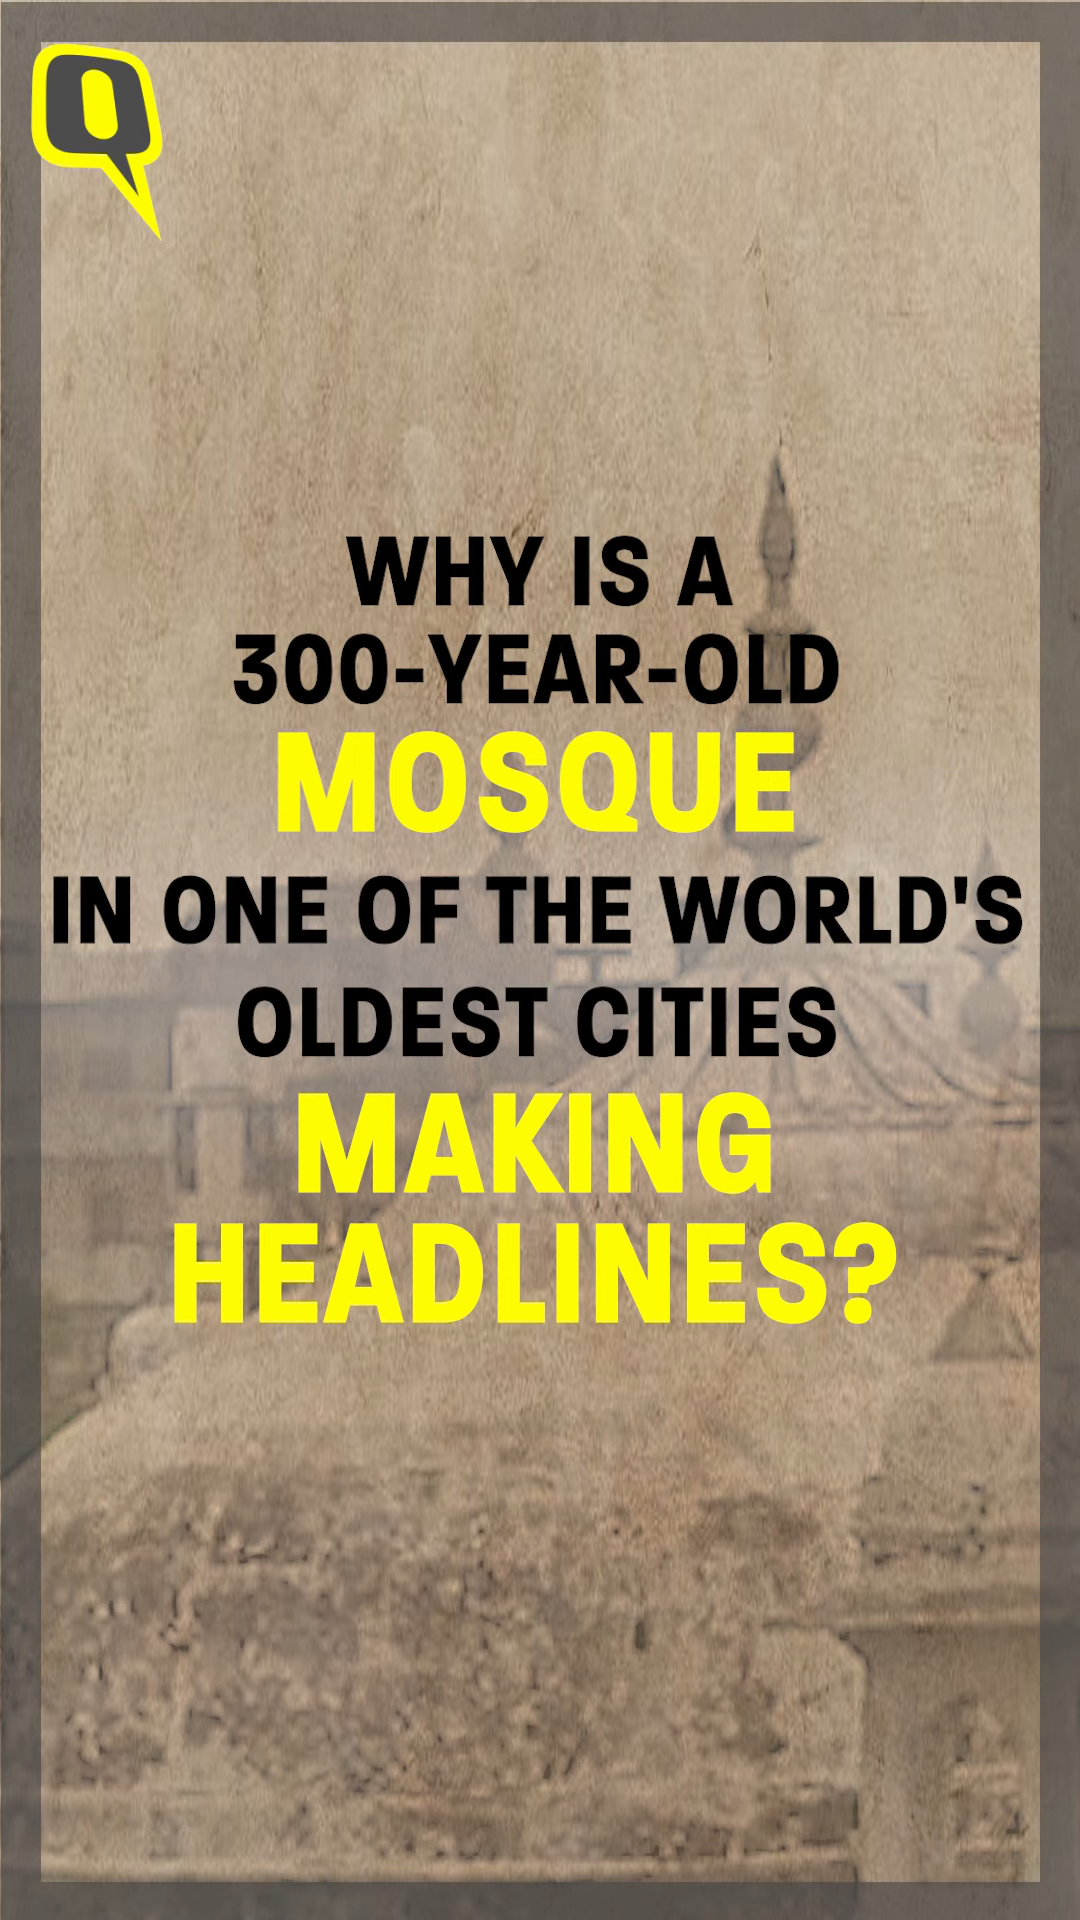 Q
WHY IS A
300-YEAR-OLD
MOSQUE
IN ONE OF THE WORLD'S
OLDEST CITIES
MAKING
HEADLINES?